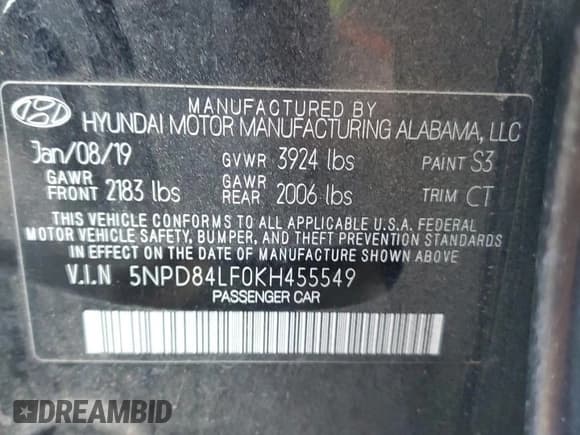 MANUFACTURED BY
HYUNDAI MOTOR MANUFACTURING ALABAMA, LLC
Jan/08/19 GVWR 3924 lbs PAINT S3
GAWR FRONT 2183 lbs GAWR REAR 2006 lbs TRIM CT
THIS VEHICLE CONFORMS TO ALL APPLICABLE U.S.A. FEDERAL
MOTOR VEHICLE SAFETY, BUMPER, AND THEFT PREVENTION STANDARDS
IN EFFECT ON THE DATE OF MANUFACTURE SHOWN ABOVE
V.I.N 5NPD84LF0KH455549
PASSENGER CAR
DREAMBID